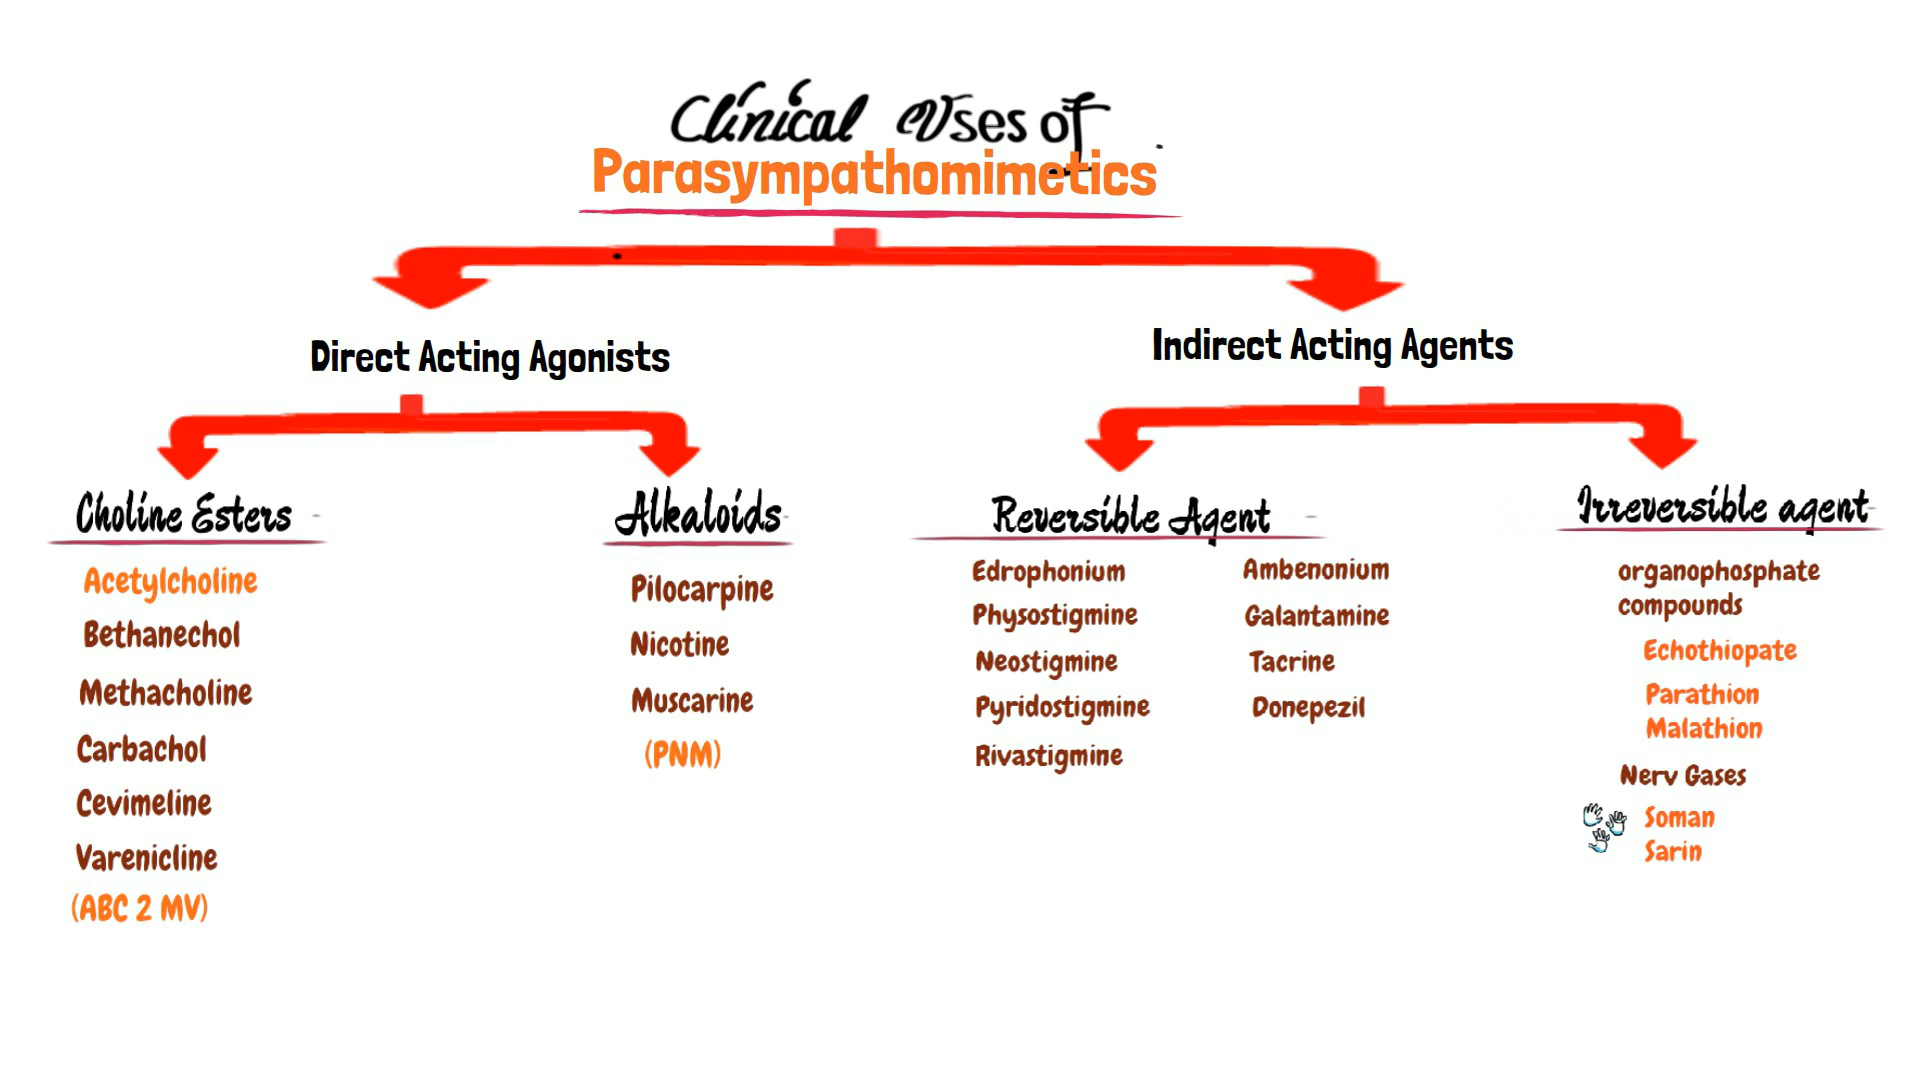 Clinical Uses of
Parasympathomimetics
Direct Acting Agonists
Indirect Acting Agents
Choline Esters
Acetylcholine
Bethanechol
Methacholine
Carbachol
Cevimeline
Varenicline
(ABC 2 MV)
Alkaloids
Pilocarpine
Nicotine
Muscarine
(PNM)
Reversible Agent
Edrophonium
Physostigmine
Neostigmine
Pyridostigmine
Rivastigmine
Ambenonium
Galantamine
Tacrine
Donepezil
Irreversible agent
organophosphate
compounds
Echothiopate
Parathion
Malathion
Nerv Gases
Soman
Sarin